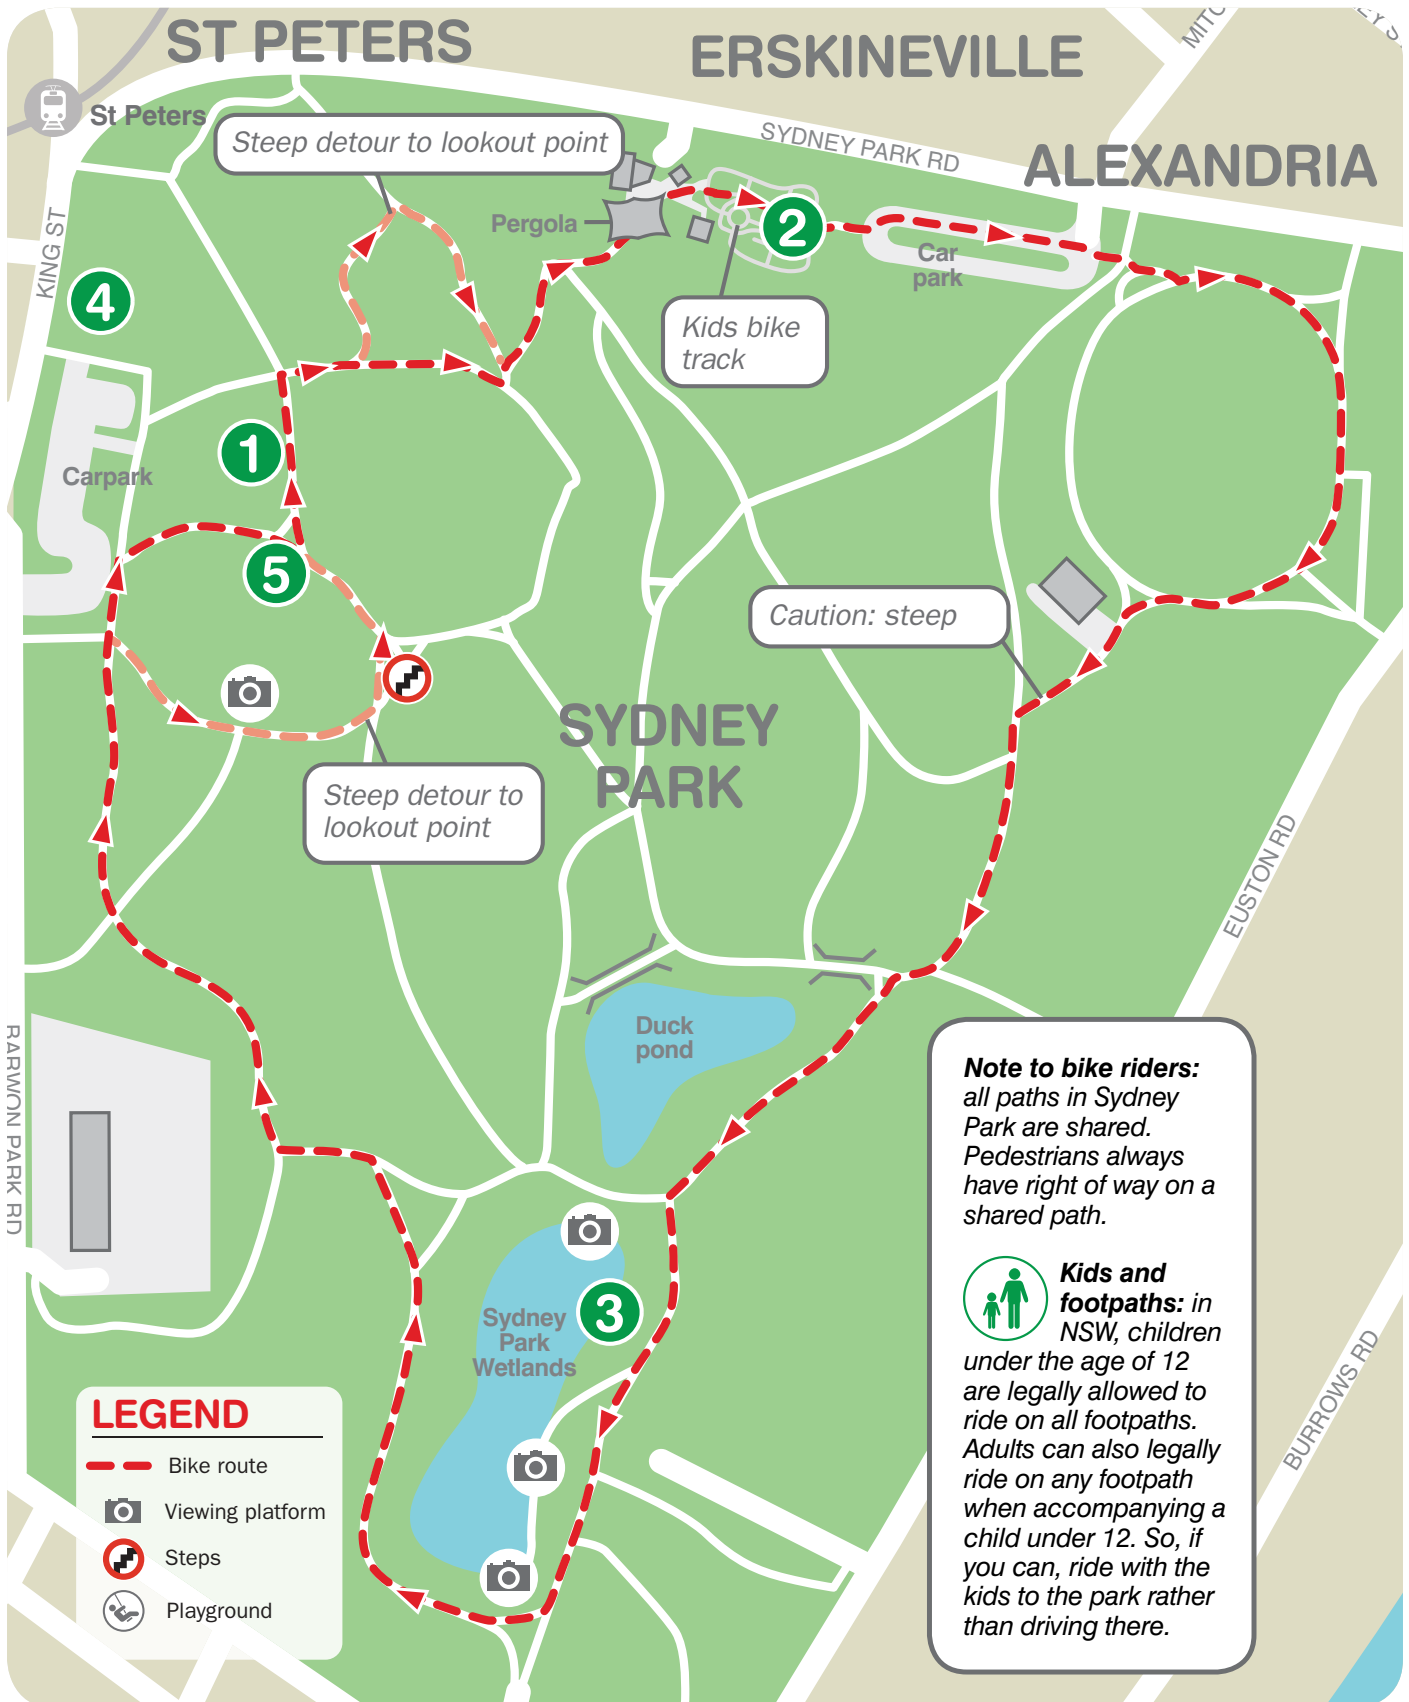 ST PETERS
ERSKINEVILLE
MITC
EY S
St Peters
Steep detour to lookout point
SYDNEY PARK RD
ALEXANDRIA
KING ST
Pergola
2
Car
park
4
Kids bike
track
1
Carpark
5
Caution: steep
SYDNEY
PARK
Steep detour to
lookout point
EUSTON RD
Duck
pond
BARWON PARK RD
Note to bike riders:
all paths in Sydney
Park are shared.
Pedestrians always
have right of way on a
shared path.
Kids and
footpaths: in
NSW, children
under the age of 12
are legally allowed to
ride on all footpaths.
Adults can also legally
ride on any footpath
when accompanying a
child under 12. So, if
you can, ride with the
kids to the park rather
than driving there.
3
Sydney
Park
Wetlands
BURROWS RD
LEGEND
Bike route
Viewing platform
Steps
Playground